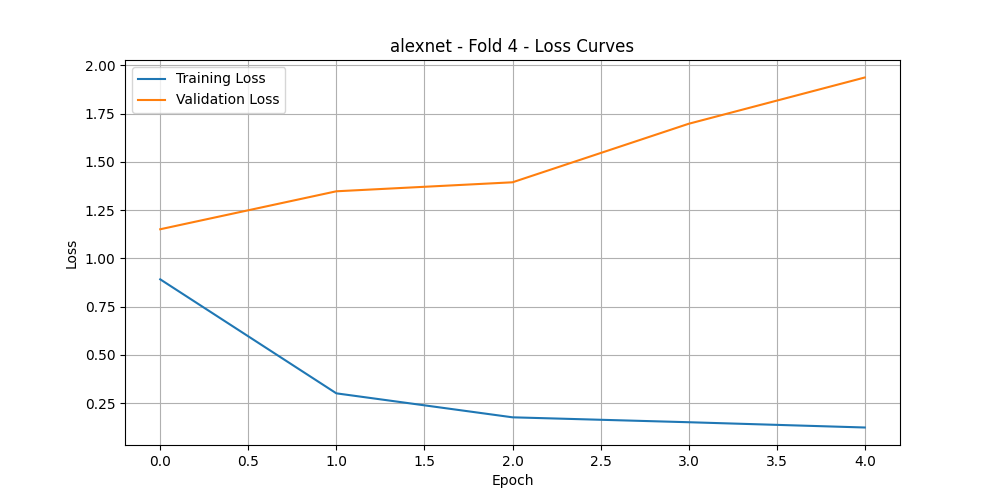 alexnet - Fold 4 - Loss Curves
Training Loss
Validation Loss
Loss
2.00
1.75
1.50
1.25
1.00
0.75
0.50
0.25
0.0 0.5 1.0 1.5 2.0 2.5 3.0 3.5 4.0
Epoch